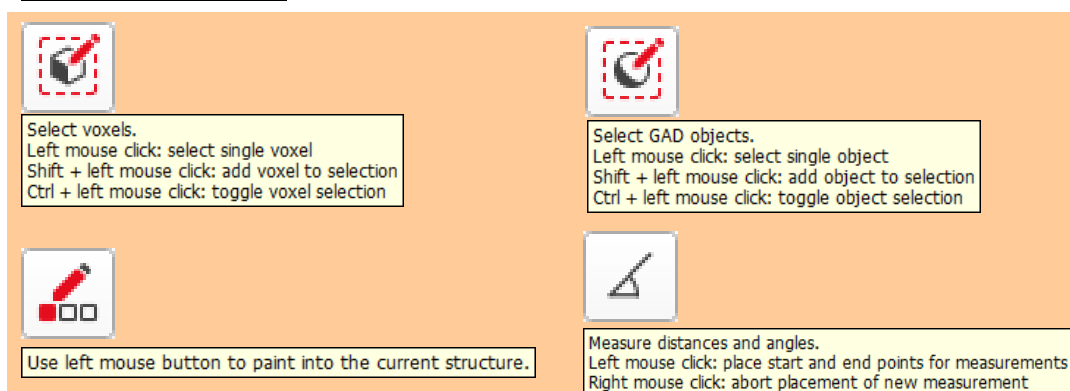 Select voxels.
Left mouse click: select single voxel
Shift + left mouse click: add voxel to selection
Ctrl + left mouse click: toggle voxel selection
Select GAD objects.
Left mouse click: select single object
Shift + left mouse click: add object to selection
Ctrl + left mouse click: toggle object selection
Use left mouse button to paint into the current structure.
Measure distances and angles.
Left mouse click: place start and end points for measurements
Right mouse click: abort placement of new measurement